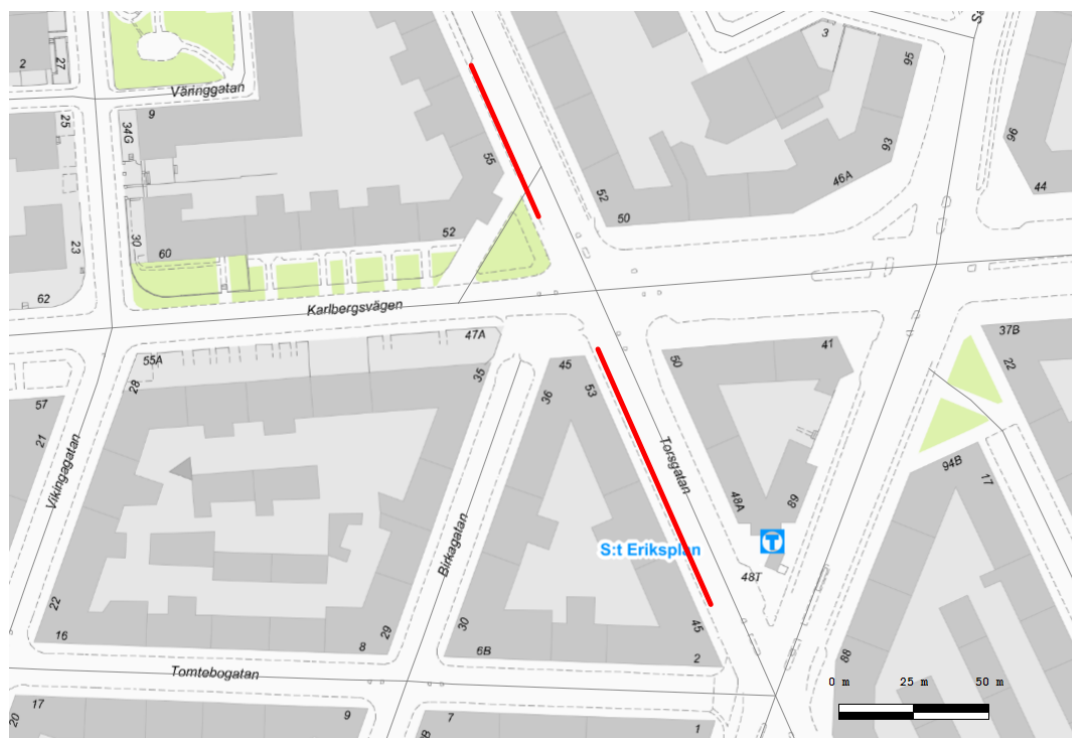 3
95
2
27
Väringgatan
9
25
34G
55
93
96
46A
44
52
50
52
30
60
23
62
Karlbergsvägen
47A
55A
28
35
45
53
36
50
41
37B
22
57
21
Vikingagatan
Torsgatan
94B
17
48A
89
Birkagatan
S:t Eriksplan
T
48T
22
16
8
29
30
6B
45
2
88
Tomtebogatan
0 m 25 m 50 m
17
20
9
7
1